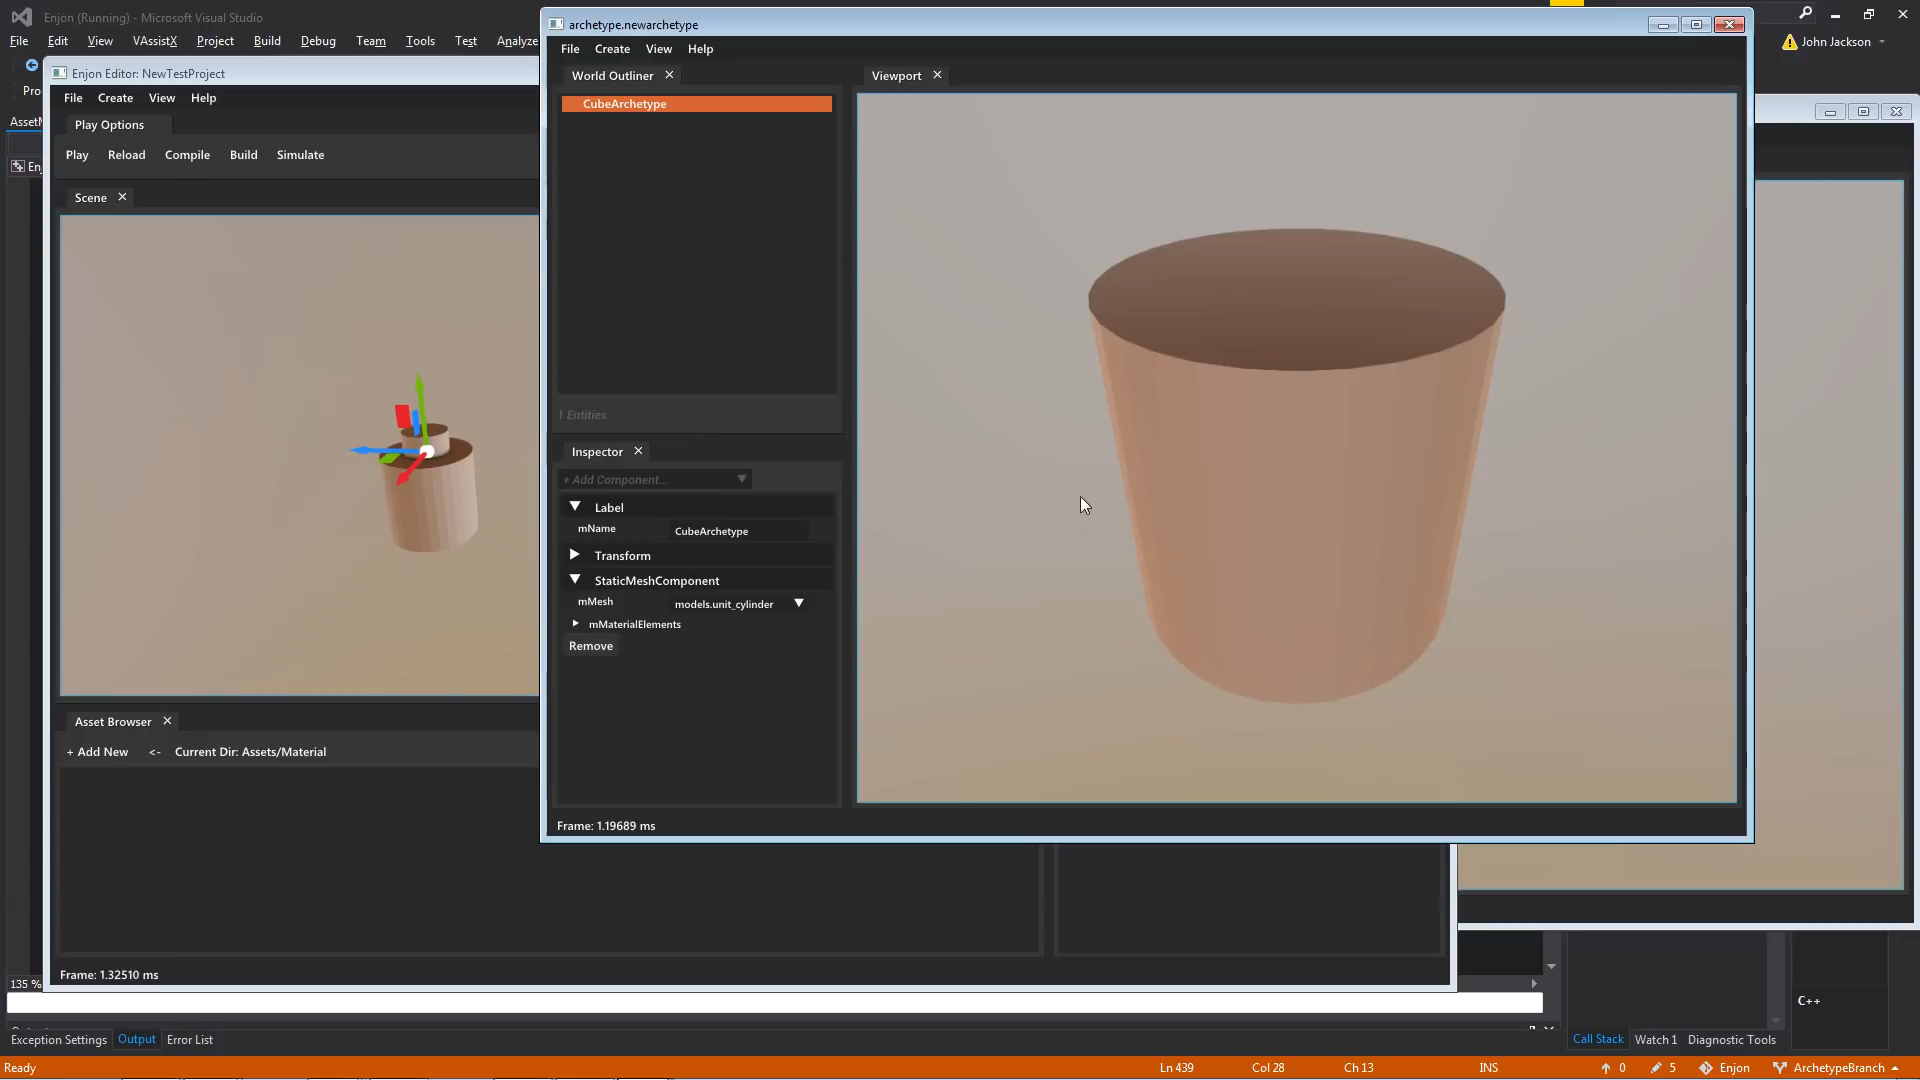 Enjon (Running) - Microsoft Visual Studio
File Edit View VAssistX Project Build Debug Team Tools Test Analyze
John Jackson
Pro
AssetM
Enj
Enjon Editor: NewTestProject
File Create View Help
Play Options
Play Reload Compile Build Simulate
Scene
Asset Browser
+ Add New <- Current Dir: Assets/Material
Frame: 1.32510 ms
archetype.newarchetype
File Create View Help
World Outliner
CubeArchetype
1 Entities
Inspector
+ Add Component...
Label
mName CubeArchetype
Transform
StaticMeshComponent
mMesh models.unit_cylinder
mMaterialElements
Remove
Frame: 1.19689 ms
Viewport
135 %
C++
Exception Settings Output Error List
Call Stack Watch 1 Diagnostic Tools
Ready Ln 439 Col 28 Ch 13 INS 0 5 Enjon ArchetypeBranch